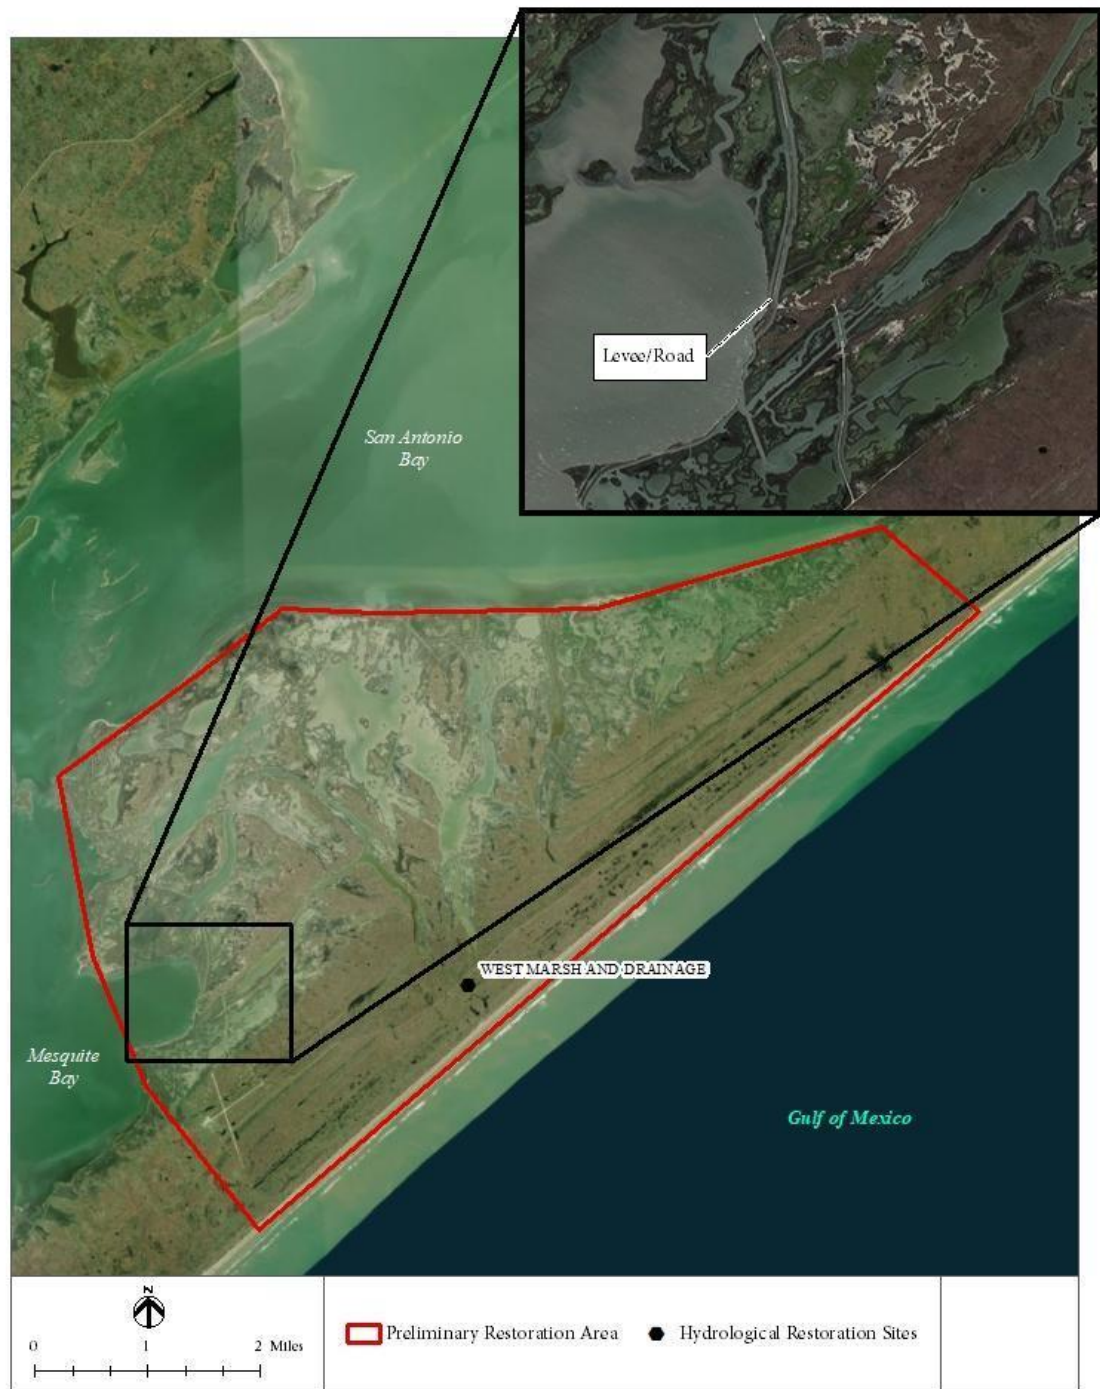 Levee/Road
San Antonio
Bay
WEST MARSH AND DRAINAGE
Mesquite
Bay
Gulf of Mexico
N
0 1 2 Miles
Preliminary Restoration Area
Hydrological Restoration Sites